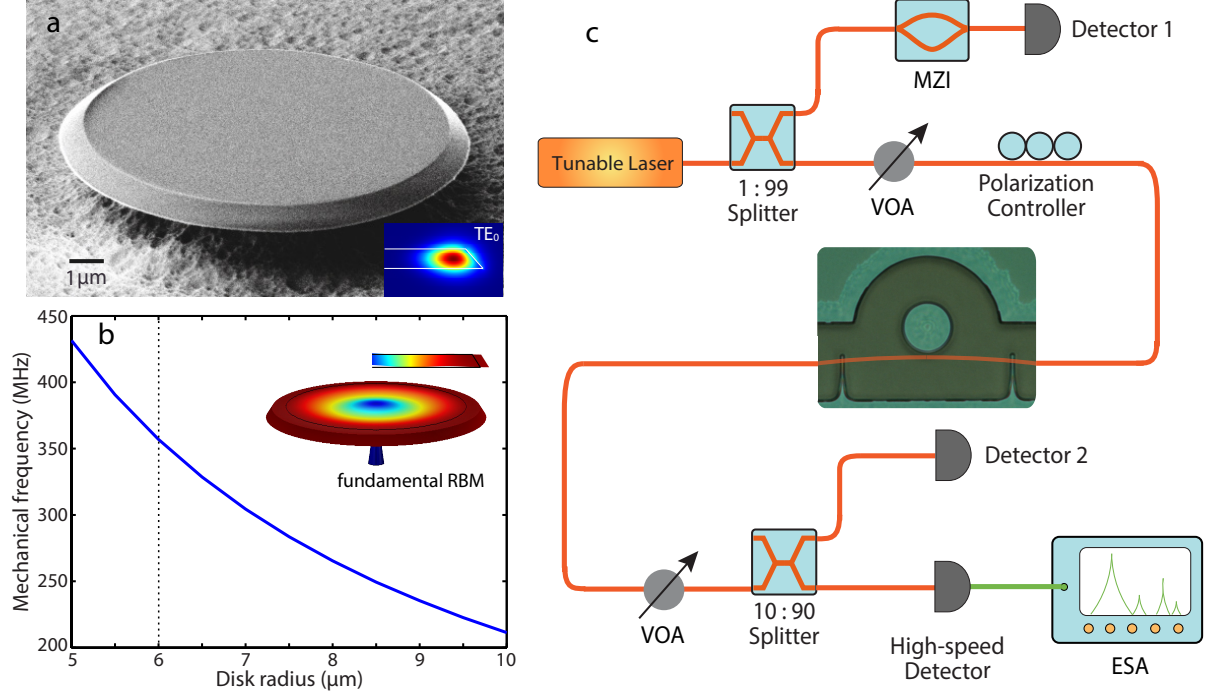 a
TE₀
1μm
b
450
400
350
300
250
200
Mechanical frequency (MHz)
fundamental RBM
5
6
7
8
9
10
Disk radius (μm)
c
Detector 1
MZI
Tunable Laser
1 : 99
Splitter
VOA
Polarization
Controller
Detector 2
VOA
10 : 90
Splitter
High-speed
Detector
ESA